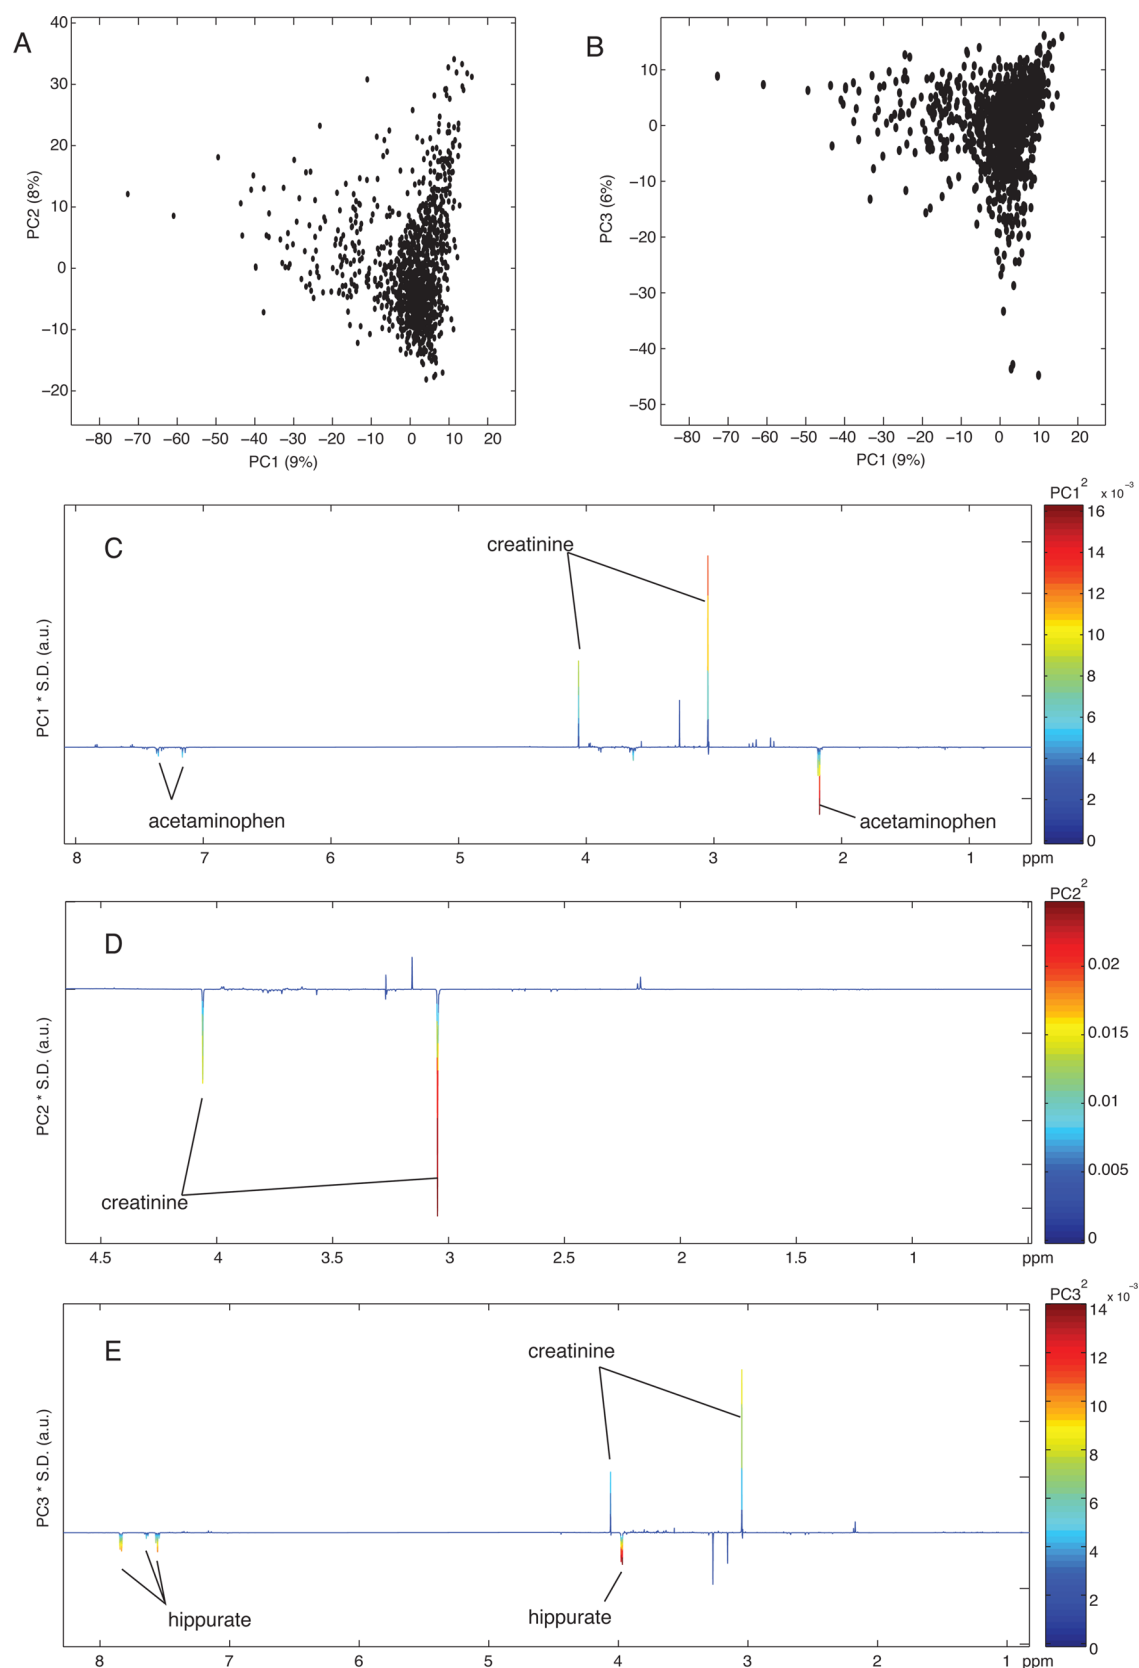 A
40
30
20
10
0
−10
−20
PC2 (8%)
−80 −70 −60 −50 −40 −30 −20 −10 0 10 20
PC1 (9%)
B
10
0
−10
−20
−30
−40
−50
PC3 (6%)
−80 −70 −60 −50 −40 −30 −20 −10 0 10 20
PC1 (9%)
C
PC1 * S.D. (a.u.)
creatinine
acetaminophen
acetaminophen
8 7 6 5 4 3 2 1 ppm
PC1²
x 10⁻³
16
14
12
10
8
6
4
2
0
D
PC2 * S.D. (a.u.)
creatinine
4.5 4 3.5 3 2.5 2 1.5 1 ppm
PC2²
0.02
0.015
0.01
0.005
0
E
PC3 * S.D. (a.u.)
creatinine
hippurate
hippurate
8 7 6 5 4 3 2 1 ppm
PC3²
x 10⁻³
14
12
10
8
6
4
2
0